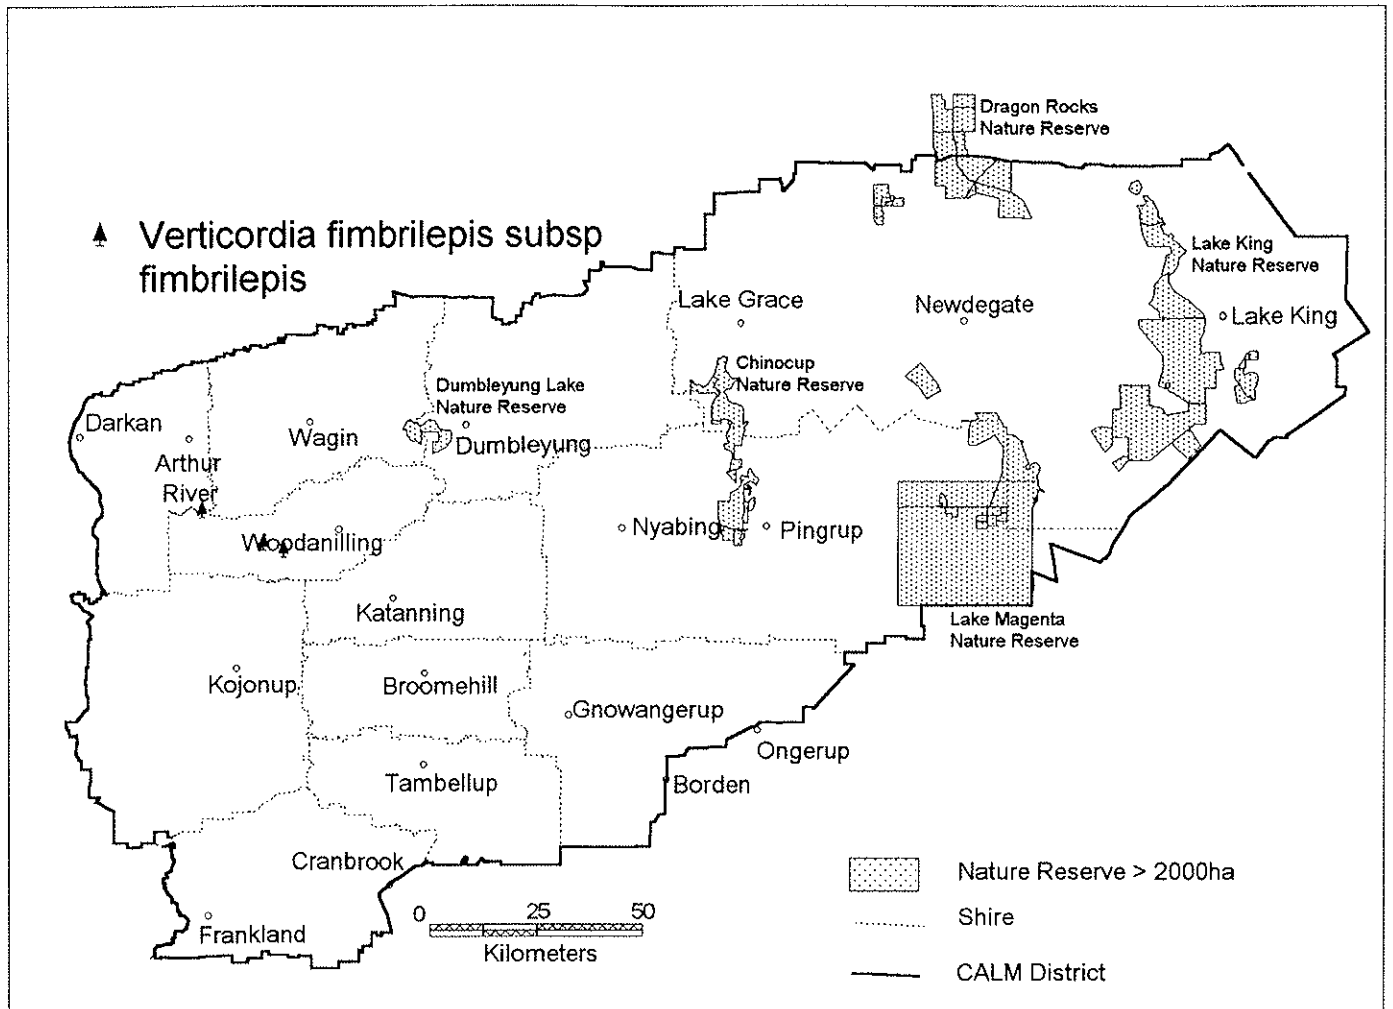 Dragon Rocks
Nature Reserve
Verticordia fimbrilepis subsp
fimbrilepis
Lake King
Nature Reserve
Lake Grace
Newdegate
Lake King
Chinocup
Nature Reserve
Dumbleyung Lake
Nature Reserve
Darkan
Wagin
Dumbleyung
Arthur
River
Woodanilling
Nyabing
Pingrup
Katanning
Lake Magenta
Nature Reserve
Kojonup
Broomehill
Gnowangerup
Ongerup
Tambellup
Borden
Cranbrook
Frankland
0 25 50
Kilometers
Nature Reserve > 2000ha
Shire
CALM District